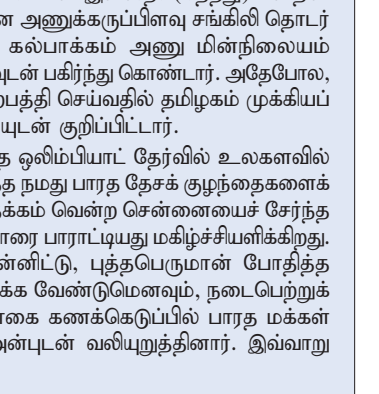 ன அணுக்கருப்பிளவு சங்கிலி தொடர்
கல்பாக்கம் அணு மின்நிலையம்
வுடன் பகிர்ந்து கொண்டார். அதேபோல,
ற்பத்தி செய்வதில் தமிழகம் முக்கியப்
யுடன் குறிப்பிட்டார்.
த ஒலிம்பியாட் தேர்வில் உலகளவில்
த்த நமது பாரத தேசக் குழந்தைகளைக்
தக்கம் வென்ற சென்னையைச் சேர்ந்த
ாரை பாராட்டியது மகிழ்ச்சியளிக்கிறது.
ன்னிட்டு, புத்தபெருமான் போதித்த
க்க வேண்டுமெனவும், நடைபெற்றுக்
ாகை கணக்கெடுப்பில் பாரத மக்கள்
அன்புடன் வலியுறுத்தினார். இவ்வாறு